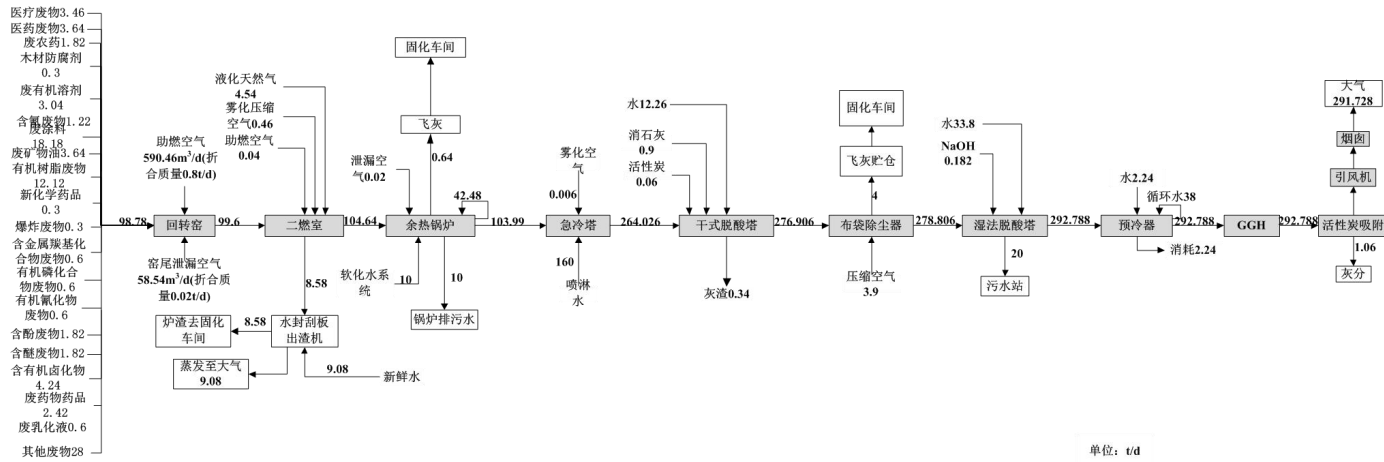 医疗废物3.46
医药废物3.64
废农药1.82
木材防腐剂
0.3
废有机溶剂
3.04
含氰废物1.22
废涂料
18.18
废矿物油3.64
有机树脂废物
12.12
新化学药品
0.3
爆炸废物0.3
含金属羰基化
合物废物0.6
有机磷化合
物废物0.6
有机氰化物
废物0.6
含酚废物1.82
含醚废物1.82
含有机卤化物
4.24
废药物药品
2.42
废乳化液0.6
其他废物28
98.78
助燃空气
590.46m³/d(折
合质量0.8t/d)
回转窑
窑尾泄漏空气
58.54m³/d(折合质
量0.02t/d)
99.6
液化天然气
4.54
雾化压缩
空气0.46
助燃空气
0.04
二燃室
8.58
水封刮板
出渣机
8.58
炉渣去固化
车间
蒸发至大气
9.08
9.08
新鲜水
104.64
固化车间
飞灰
0.64
泄漏空
气0.02
42.48
余热锅炉
软化水系
统
10
10
锅炉排污水
103.99
雾化空
气
0.006
急冷塔
160
喷淋
水
264.026
水12.26
消石灰
0.9
活性炭
0.06
干式脱酸塔
灰渣0.34
276.906
固化车间
飞灰贮仓
4
布袋除尘器
压缩空气
3.9
278.806
水33.8
NaOH
0.182
湿法脱酸塔
20
污水站
292.788
水2.24
循环水38
预冷器
消耗2.24
292.788
GGH
292.788
大气
291.728
烟囱
引风机
活性炭吸附
1.06
灰分
单位：t/d